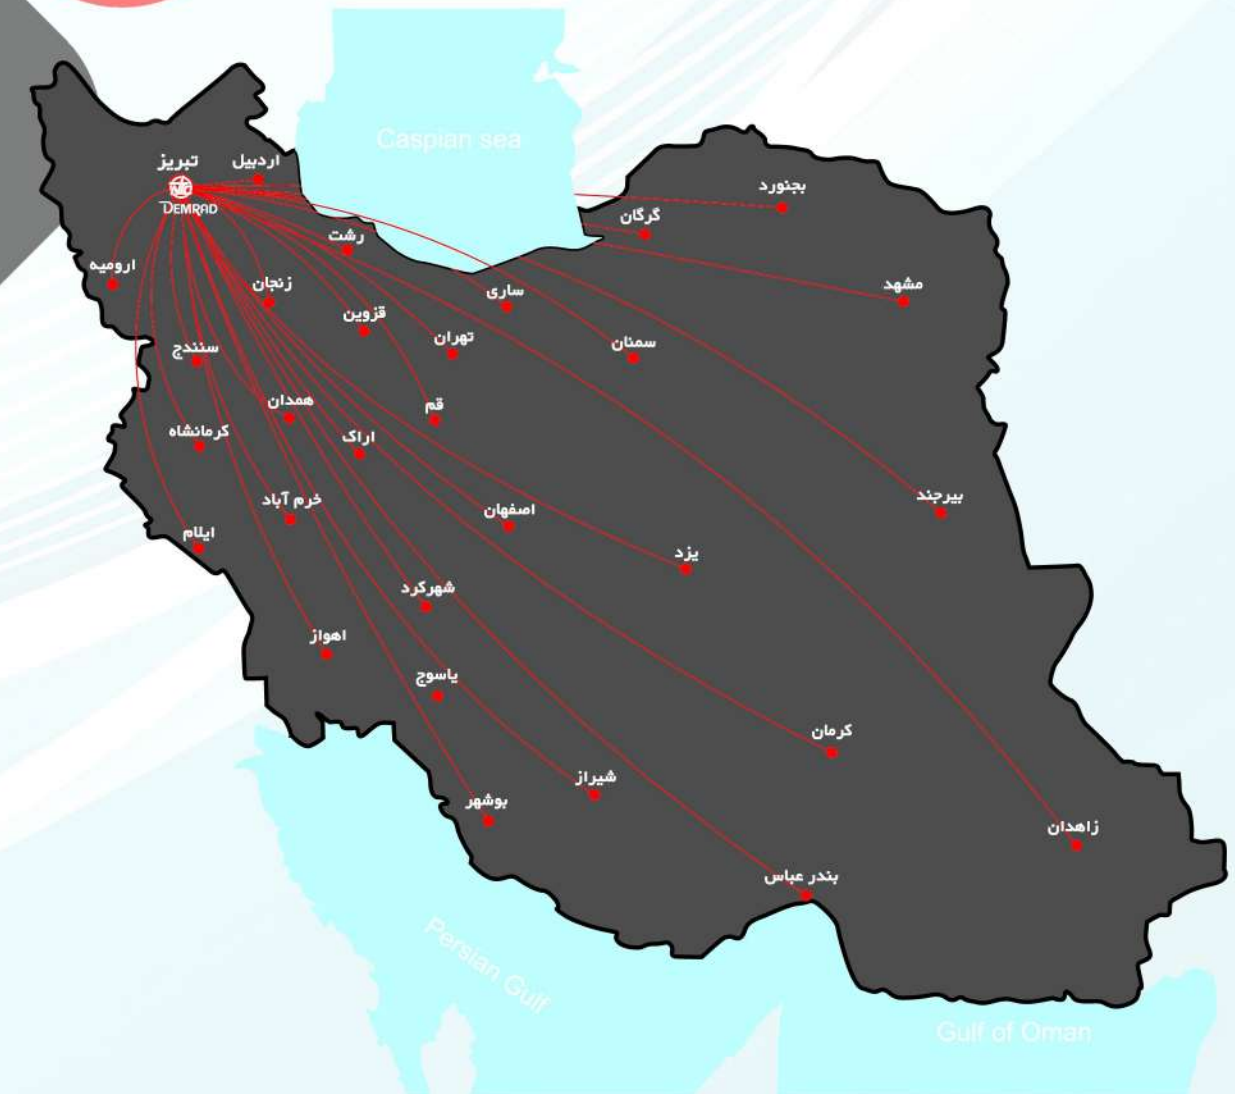 Caspian sea
تبریز
اردبیل
DEMRAD
بجنورد
گرگان
رشت
ارومیه
زنجان
مشهد
ساری
قزوین
تهران
سمنان
سنندج
همدان
قم
کرمانشاه
اراک
خرم آباد
اصفهان
بیرجند
ایلام
یزد
شهرکرد
اهواز
یاسوج
کرمان
شیراز
بوشهر
زاهدان
بندر عباس
Persian Gulf
Gulf of Oman